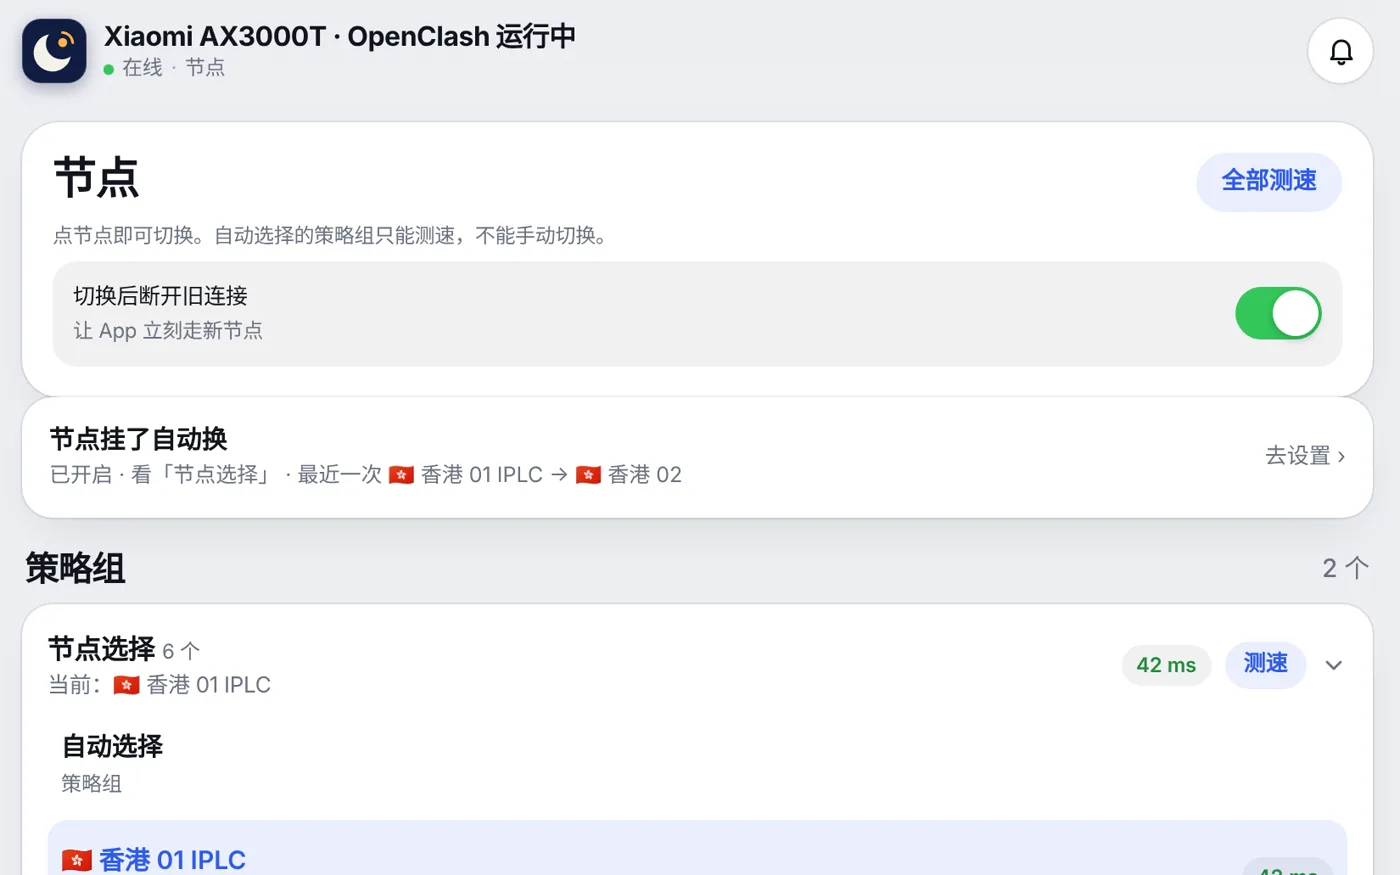 Xiaomi AX3000T · OpenClash 运行中
在线 · 节点
节点
全部测速
点节点即可切换。自动选择的策略组只能测速，不能手动切换。
切换后断开旧连接
让 App 立刻走新节点
节点挂了自动换
已开启 · 看「节点选择」 · 最近一次 🇭🇰 香港 01 IPLC → 🇭🇰 香港 02
去设置 ›
策略组
2 个
节点选择 6 个
当前：🇭🇰 香港 01 IPLC
42 ms
测速
自动选择
策略组
🇭🇰 香港 01 IPLC
42 ms